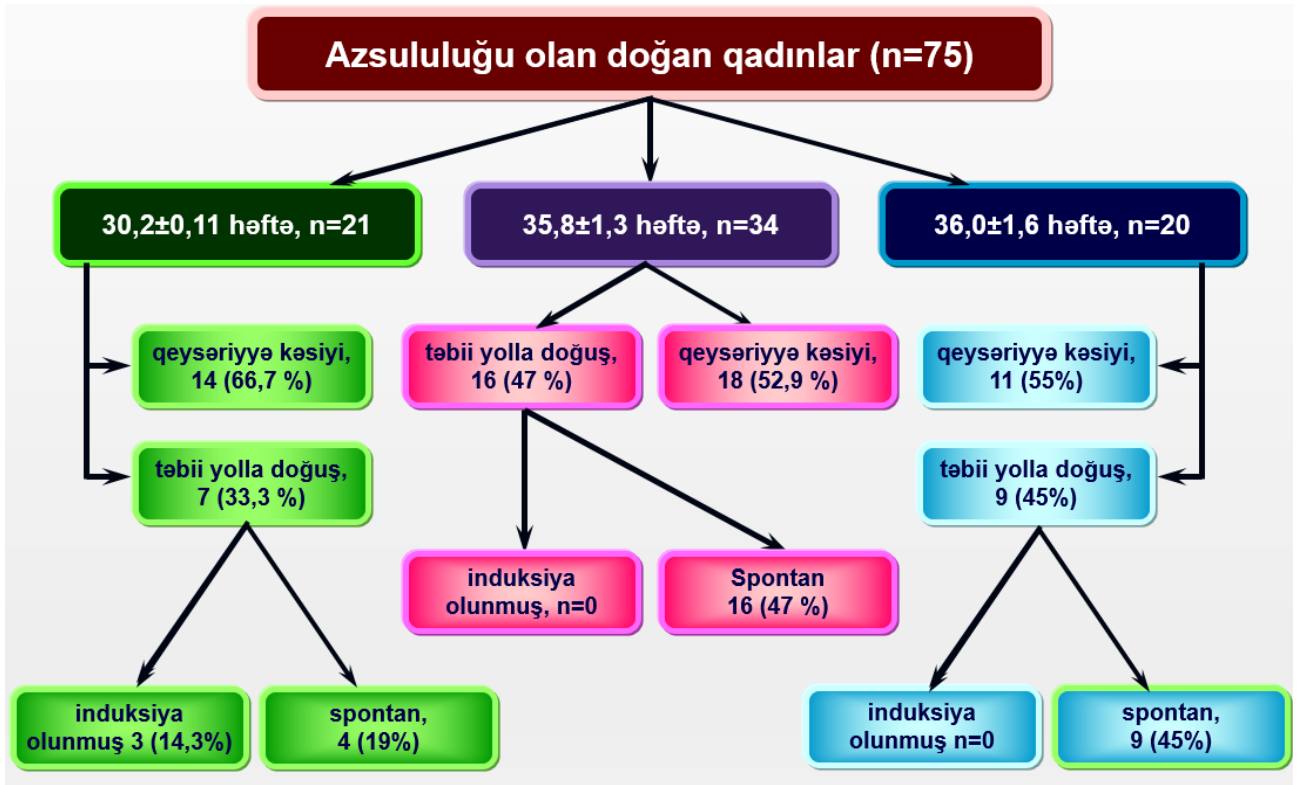 Azsululuğu olan doğan qadınlar (n=75)
30,2±0,11 həftə, n=21
35,8±1,3 həftə, n=34
36,0±1,6 həftə, n=20
qeysəriyyə kəsiyi,
14 (66,7 %)
təbii yolla doğuş,
16 (47 %)
qeysəriyyə kəsiyi,
18 (52,9 %)
qeysəriyyə kəsiyi,
11 (55%)
təbii yolla doğuş,
7 (33,3 %)
təbii yolla doğuş,
9 (45%)
induksiya
olunmuş, n=0
Spontan
16 (47 %)
induksiya
olunmuş 3 (14,3%)
spontan,
4 (19%)
induksiya
olunmuş n=0
spontan,
9 (45%)